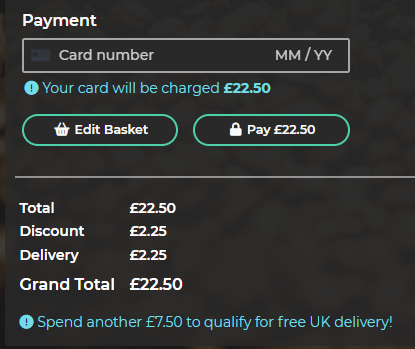 Payment
Card number MM / YY
Your card will be charged £22.50
Edit Basket Pay £22.50
Total £22.50
Discount £2.25
Delivery £2.25
Grand Total £22.50
Spend another £7.50 to qualify for free UK delivery!